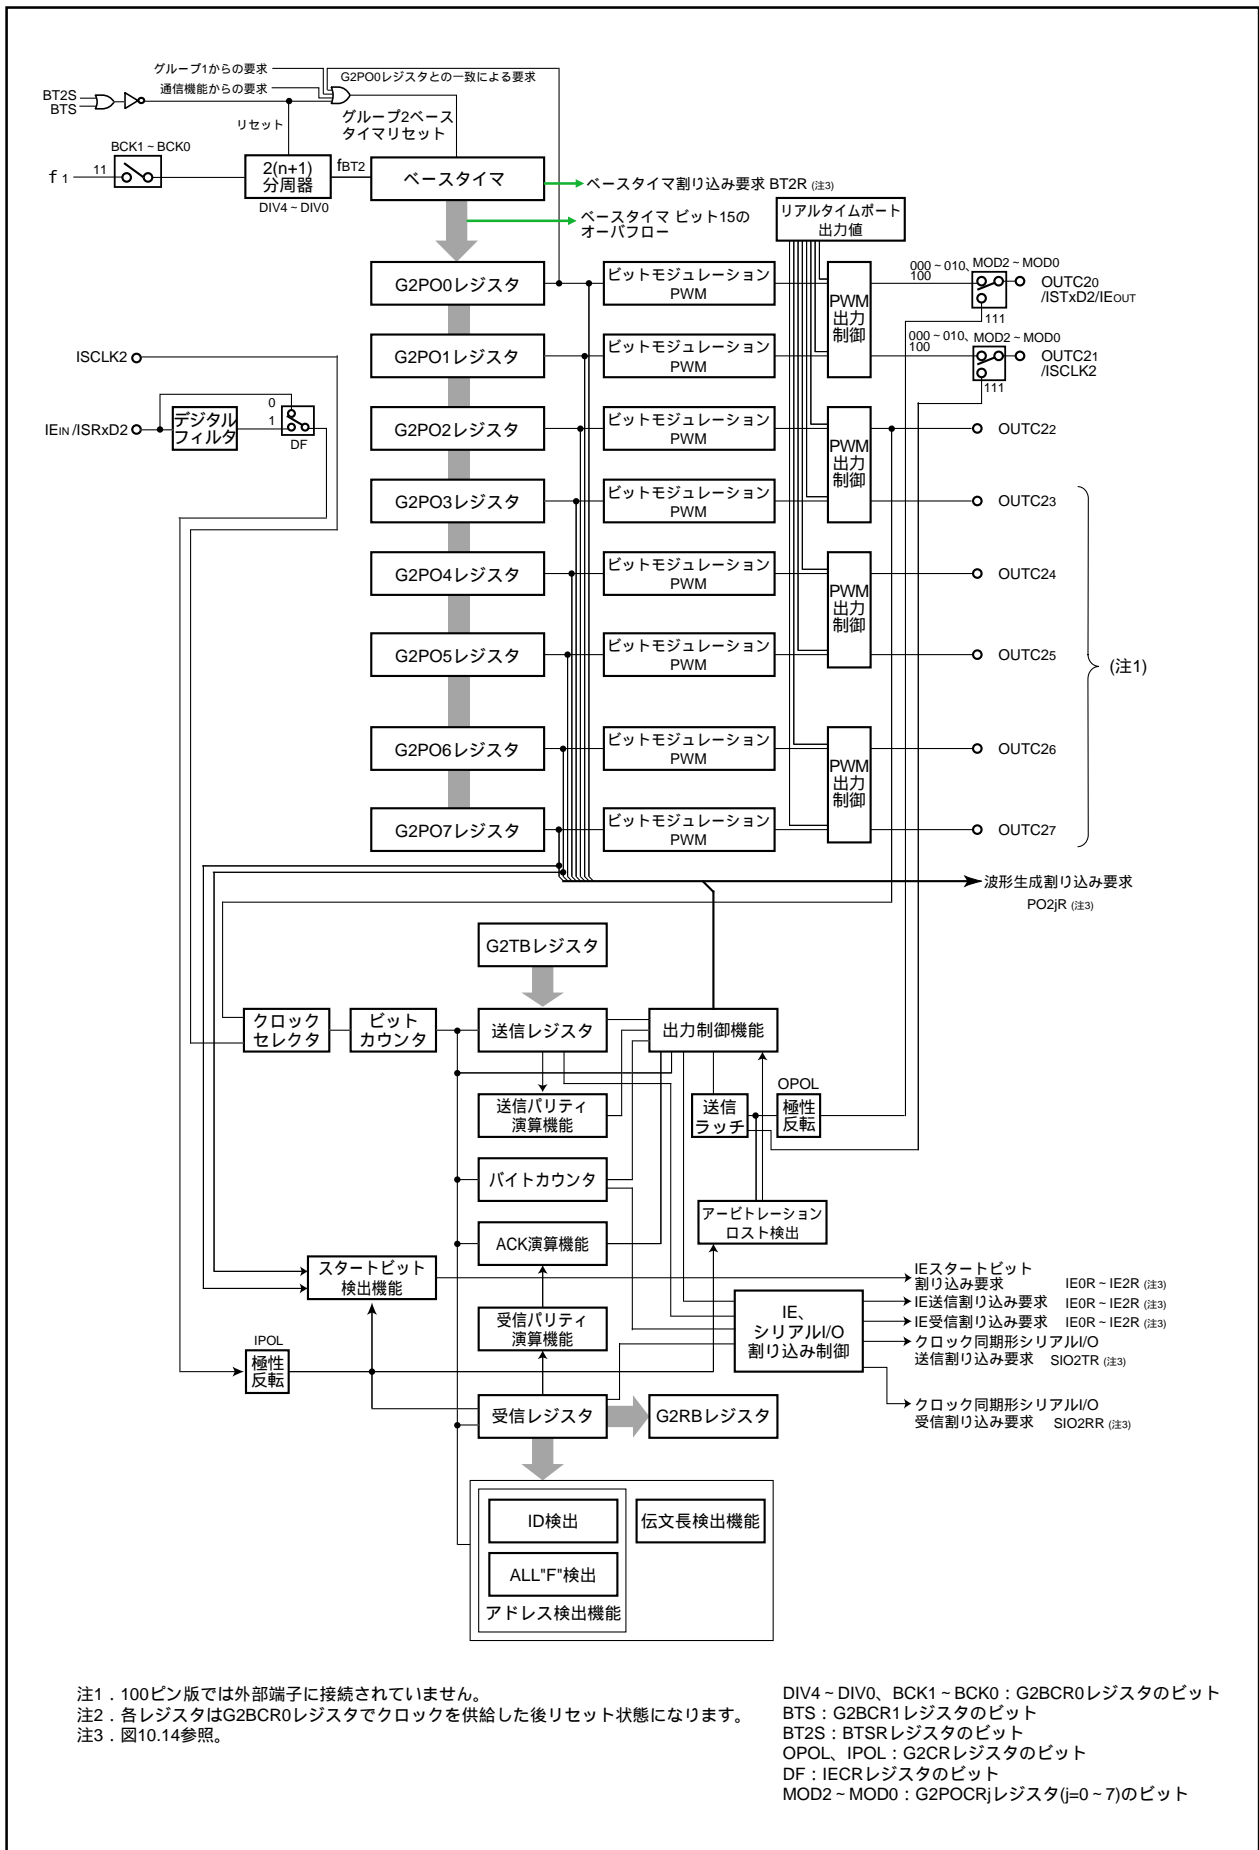 グループ1からの要求
G2PO0レジスタとの一致による要求
通信機能からの要求
BT2S
BTS
グループ2ベース
タイマリセット
リセット
BCK1～BCK0
f1
11
2(n+1)
分周器
DIV4～DIV0
fBT2
ベースタイマ
ベースタイマ割り込み要求 BT2R (注3)
ベースタイマ ビット15の
オーバフロー
リアルタイムポート
出力値
G2PO0レジスタ
ビットモジュレーション
PWM
PWM
出力
制御
000～010、
100
MOD2～MOD0
111
OUTC20
/ISTxD2/IEOUT
ISCLK2
G2PO1レジスタ
ビットモジュレーション
PWM
000～010、
100
MOD2～MOD0
111
OUTC21
/ISCLK2
IEIN/ISRxD2
デジタル
フィルタ
0
1
DF
G2PO2レジスタ
ビットモジュレーション
PWM
PWM
出力
制御
OUTC22
G2PO3レジスタ
ビットモジュレーション
PWM
OUTC23
G2PO4レジスタ
ビットモジュレーション
PWM
PWM
出力
制御
OUTC24
G2PO5レジスタ
ビットモジュレーション
PWM
OUTC25
(注1)
G2PO6レジスタ
ビットモジュレーション
PWM
PWM
出力
制御
OUTC26
G2PO7レジスタ
ビットモジュレーション
PWM
OUTC27
波形生成割り込み要求
PO2jR (注3)
G2TBレジスタ
クロック
セレクタ
ビット
カウンタ
送信レジスタ
出力制御機能
送信パリティ
演算機能
送信
ラッチ
OPOL
極性
反転
バイトカウンタ
アービトレーション
ロスト検出
ACK演算機能
スタートビット
検出機能
IEスタートビット
割り込み要求 IE0R～IE2R (注3)
IE送信割り込み要求 IE0R～IE2R (注3)
IE受信割り込み要求 IE0R～IE2R (注3)
クロック同期形シリアルI/O
送信割り込み要求 SIO2TR (注3)
クロック同期形シリアルI/O
受信割り込み要求 SIO2RR (注3)
IE、
シリアルI/O
割り込み制御
受信パリティ
演算機能
IPOL
極性
反転
受信レジスタ
G2RBレジスタ
ID検出
伝文長検出機能
ALL"F"検出
アドレス検出機能
注1．100ピン版では外部端子に接続されていません。
注2．各レジスタはG2BCR0レジスタでクロックを供給した後リセット状態になります。
注3．図10.14参照。
DIV4～DIV0、BCK1～BCK0：G2BCR0レジスタのビット
BTS：G2BCR1レジスタのビット
BT2S：BTSRレジスタのビット
OPOL、IPOL：G2CRレジスタのビット
DF：IECRレジスタのビット
MOD2～MOD0：G2POCRjレジスタ(j=0～7)のビット